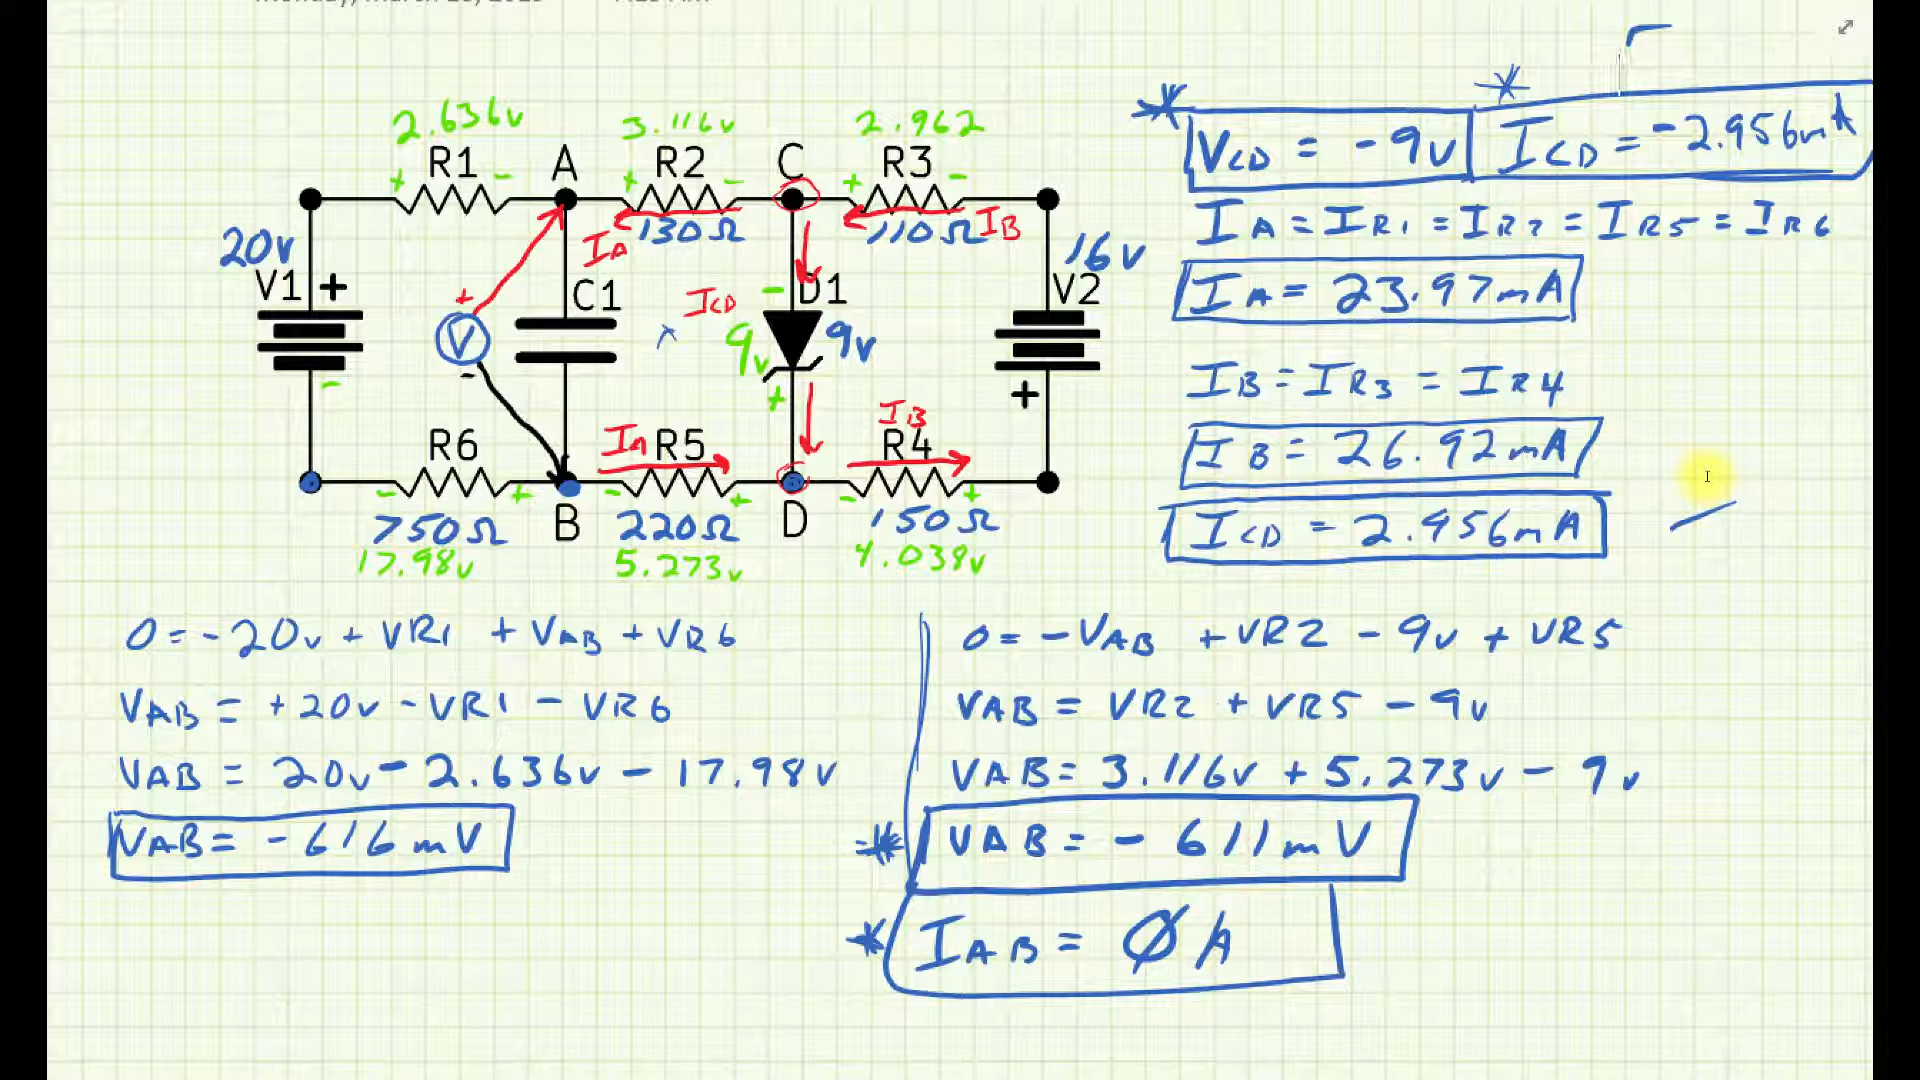 2.636v 3.116v 2.962
R1 A R2 C R3
+ - + - + -
20v IA 130Ω 110Ω IB 16v
V1 + + C1 ICD - D1 V2
V 9v 9v
- - + +
R6 IA R5 IB R4
- + - + - +
750Ω B 220Ω D 150Ω
17.98v 5.273v 4.038v
* VCD = -9v * ICD = -2.956mA
IA = IR1 = IR2 = IR5 = IR6
IA = 23.97mA
IB = IR3 = IR4
IB = 26.92mA
ICD = 2.956mA
0 = -20v + VR1 + VAB + VR6
VAB = +20v - VR1 - VR6
VAB = 20v - 2.636v - 17.98v
VAB = -616mV
0 = -VAB + VR2 - 9v + VR5
VAB = VR2 + VR5 - 9v
VAB = 3.116v + 5.273v - 9v
* VAB = -611mV
* IAB = ØA